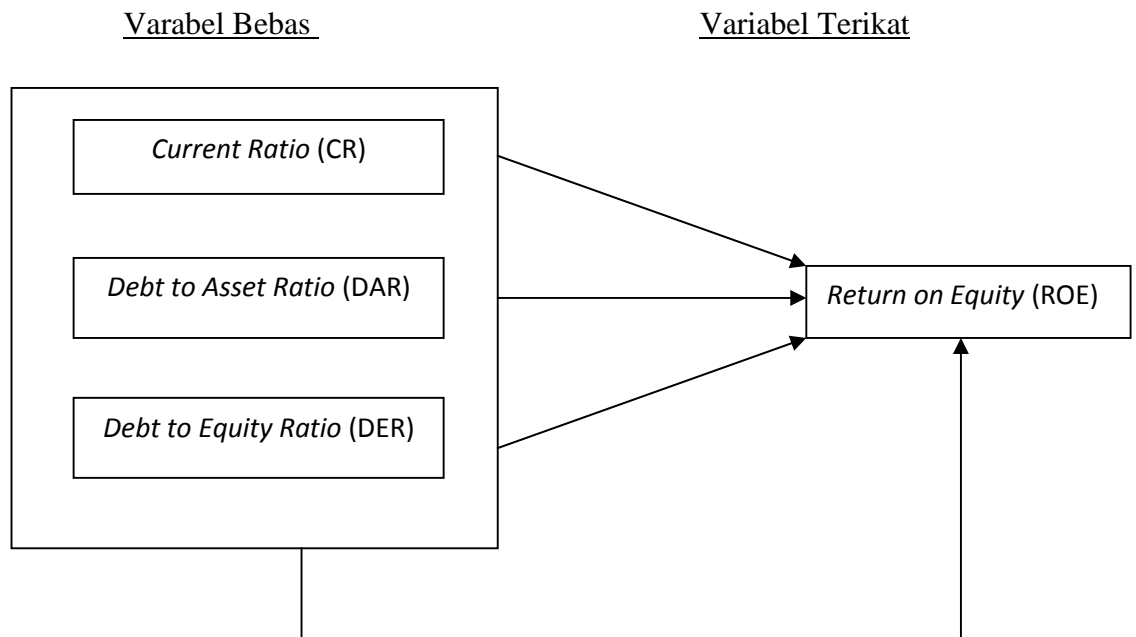 Varabel Bebas
Variabel Terikat
Current Ratio (CR)
Debt to Asset Ratio (DAR)
Return on Equity (ROE)
Debt to Equity Ratio (DER)